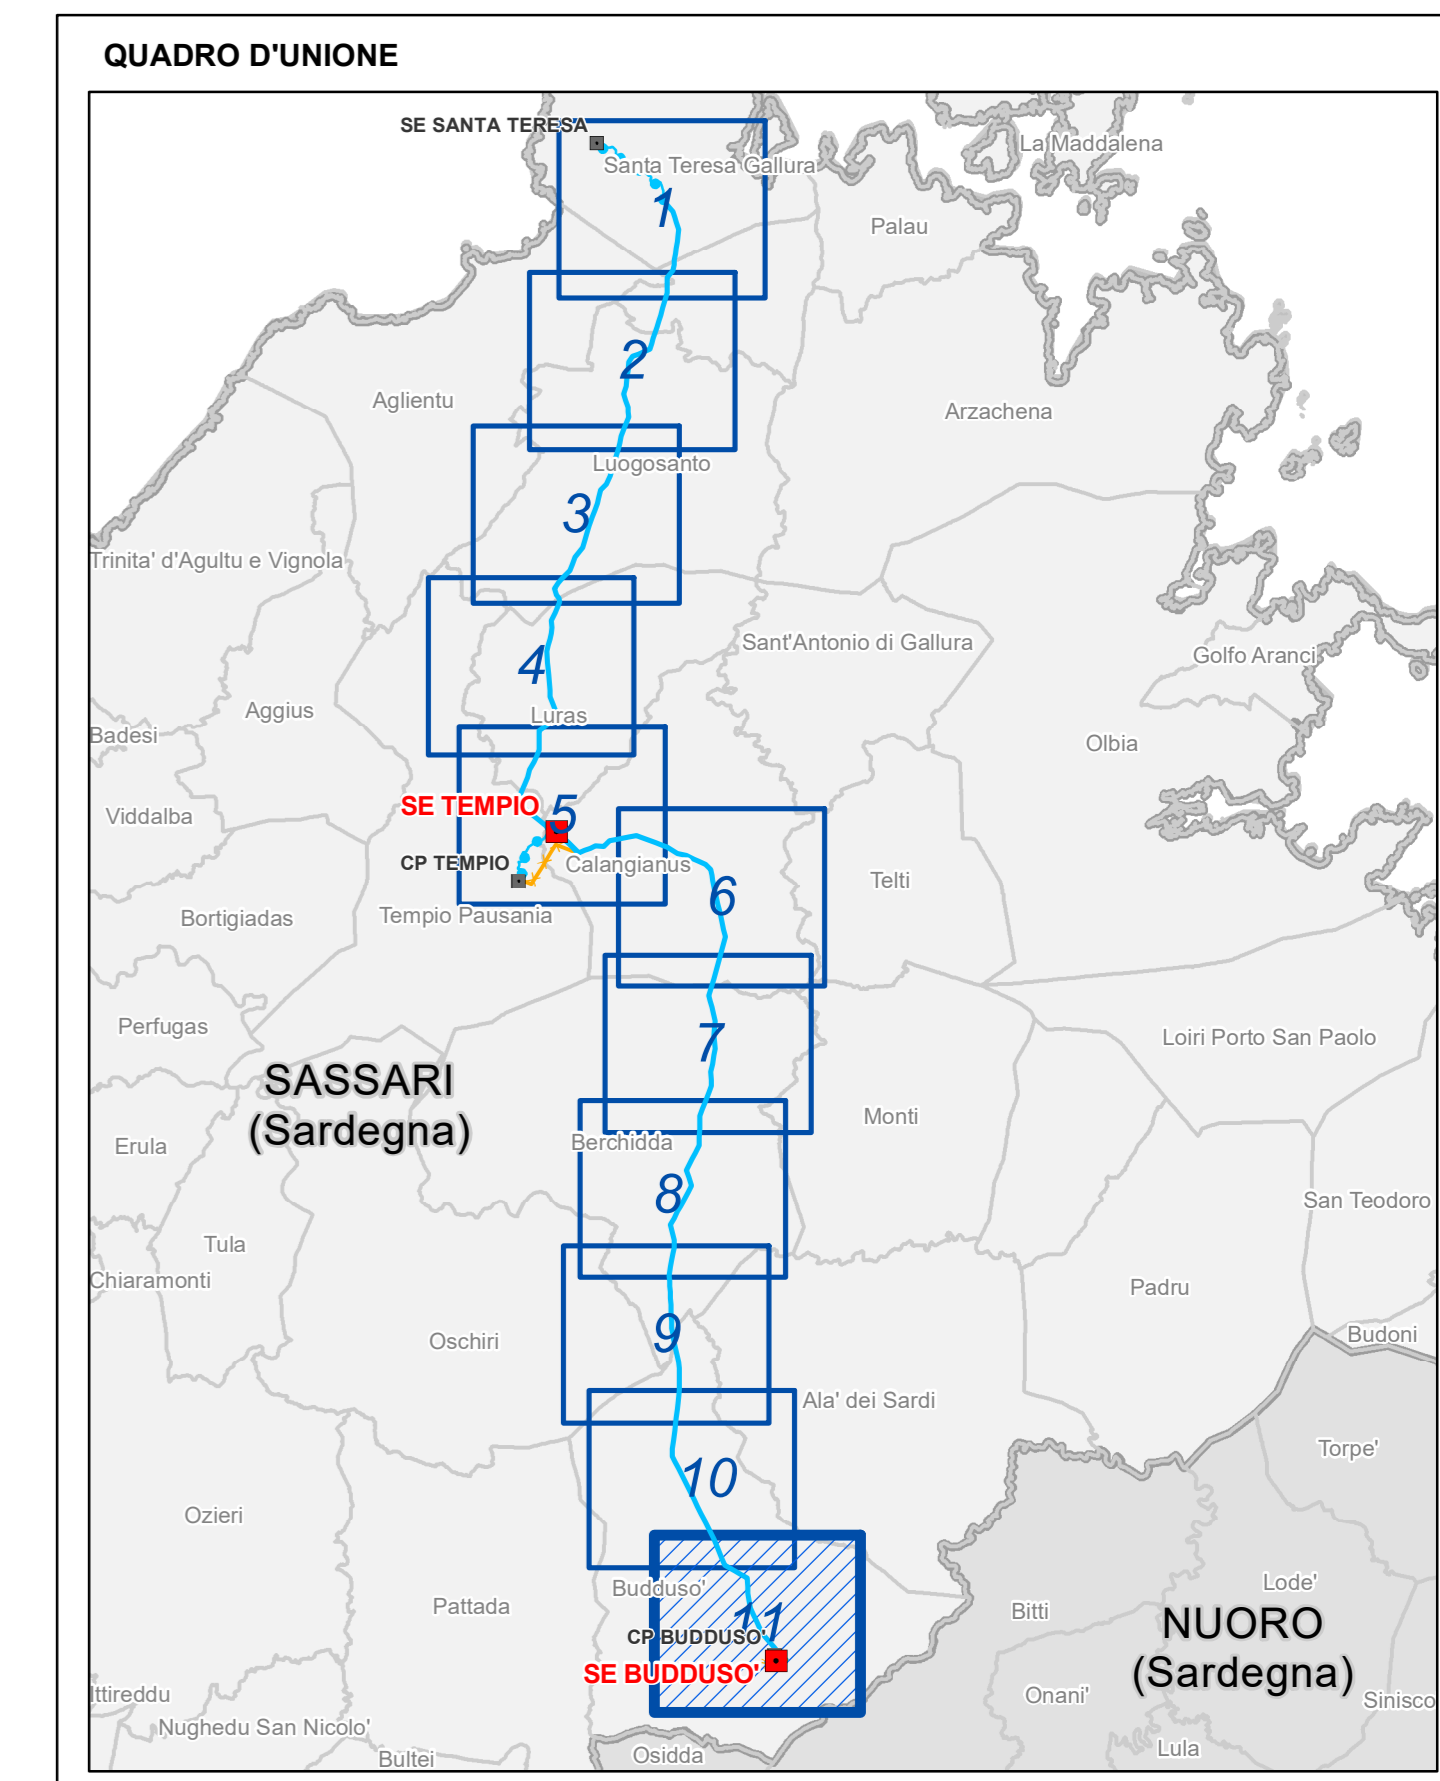 QUADRO D'UNIONE
SE SANTA TERESA
La Maddalena
Santa Teresa Gallura
1
Palau
2
Aglientu
Arzachena
Luogosanto
3
Trinita' d'Agultu e Vignola
Sant'Antonio di Gallura
Golfo Aranci
4
Aggius
Luras
Badesi
Olbia
SE TEMPIO
5
Viddalba
CP TEMPIO
Calangianus
Telti
6
Tempio Pausania
Bortigiadas
Perfugas
7
Loiri Porto San Paolo
SASSARI
(Sardegna)
Monti
Erula
Berchidda
8
San Teodoro
Tula
Chiaramonti
Padru
9
Oschiri
Budoni
Ala' dei Sardi
Torpe'
10
Ozieri
Budduso'
Lode'
Pattada
Bitti
11
NUORO
(Sardegna)
CP BUDDUSO'
SE BUDDUSO'
Ittireddu
Onani'
Sinisco
Nughedu San Nicolo'
Bultei
Osidda
Lula